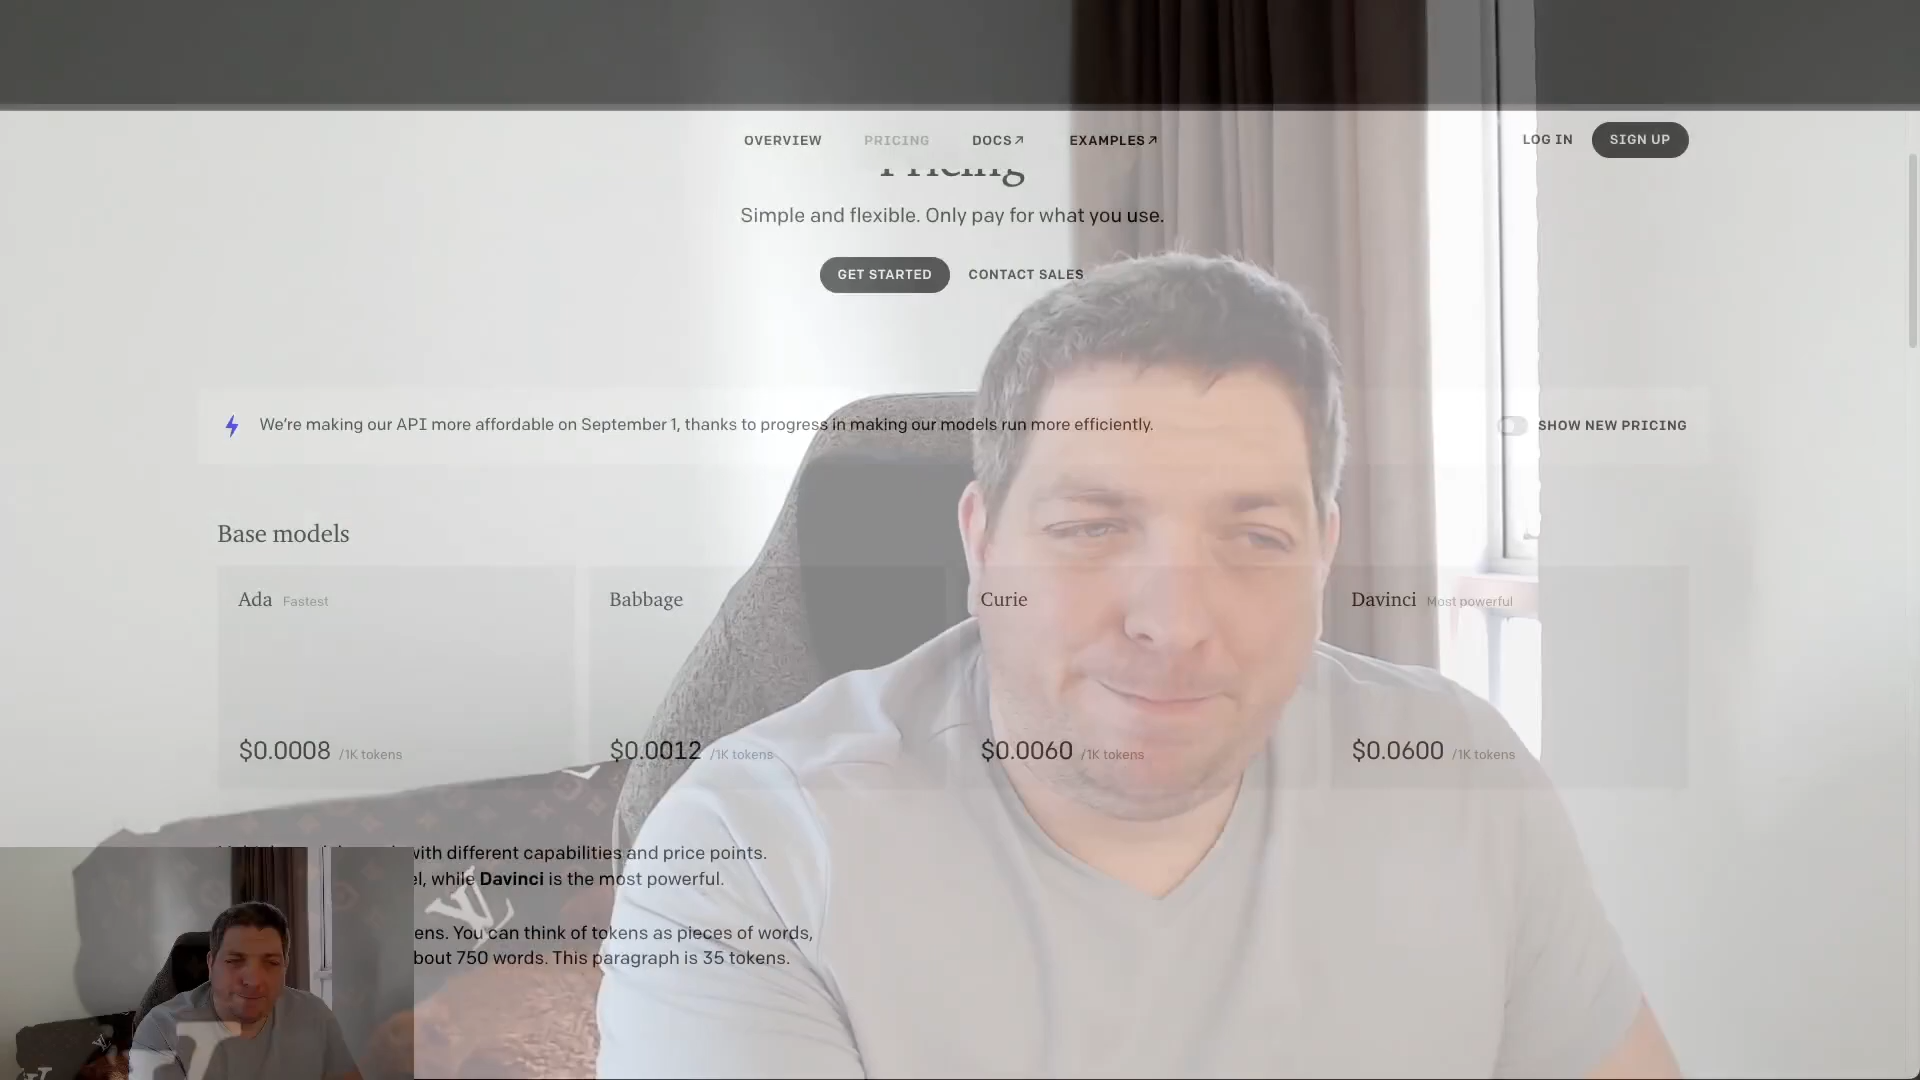 OVERVIEW PRICING DOCS↗ EXAMPLES↗ LOG IN SIGN UP
Pricing
Simple and flexible. Only pay for what you use.
GET STARTED CONTACT SALES
We're making our API more affordable on September 1, thanks to progress in making our models run more efficiently. SHOW NEW PRICING
Base models
Ada Fastest Babbage Curie Davinci Most powerful
$0.0008 /1K tokens $0.0012 /1K tokens $0.0060 /1K tokens $0.0600 /1K tokens
with different capabilities and price points.
while Davinci is the most powerful.
You can think of tokens as pieces of words,
750 words. This paragraph is 35 tokens.
LV